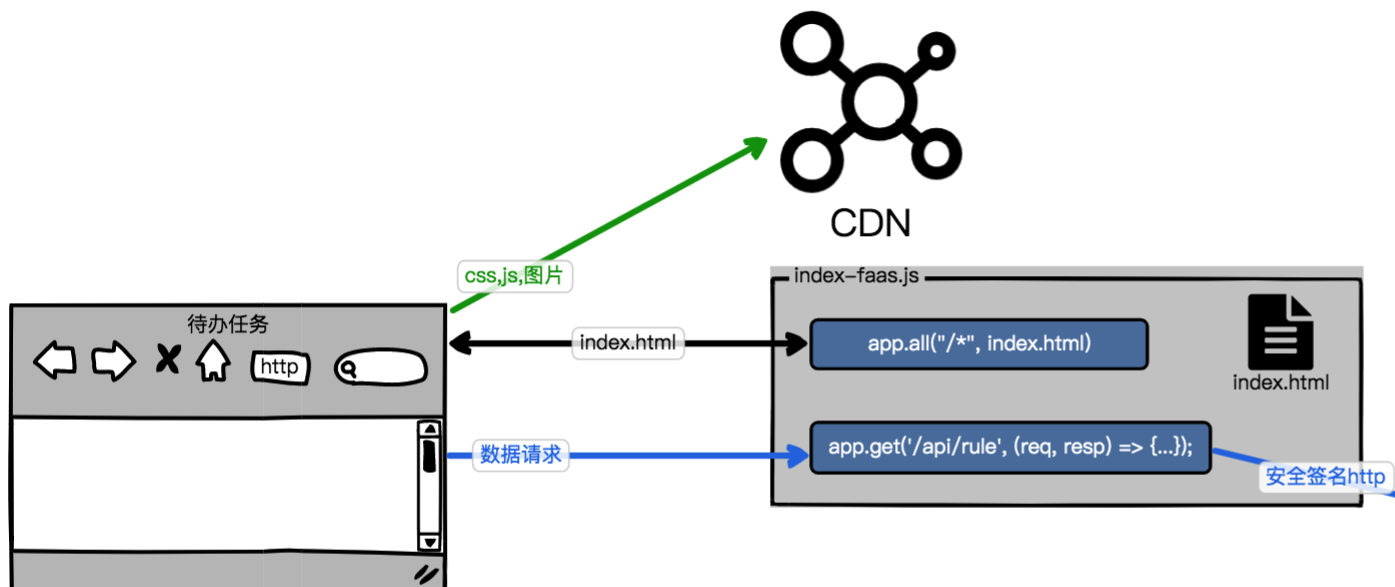 CDN
css,js,图片
index-faas.js
待办任务
http
index.html
app.all("/*", index.html)
index.html
数据请求
app.get('/api/rule', (req, resp) => {...});
安全签名http